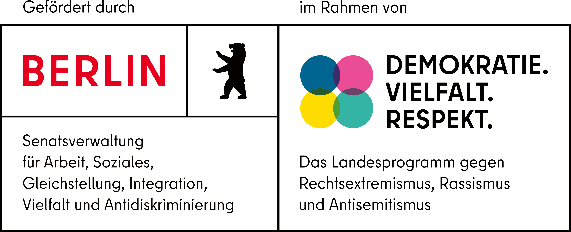 Gefördert durch
BERLIN
Senatsverwaltung
für Arbeit, Soziales,
Gleichstellung, Integration,
Vielfalt und Antidiskriminierung
im Rahmen von
DEMOKRATIE.
VIELFALT.
RESPEKT.
Das Landesprogramm gegen
Rechtsextremismus, Rassismus
und Antisemitismus